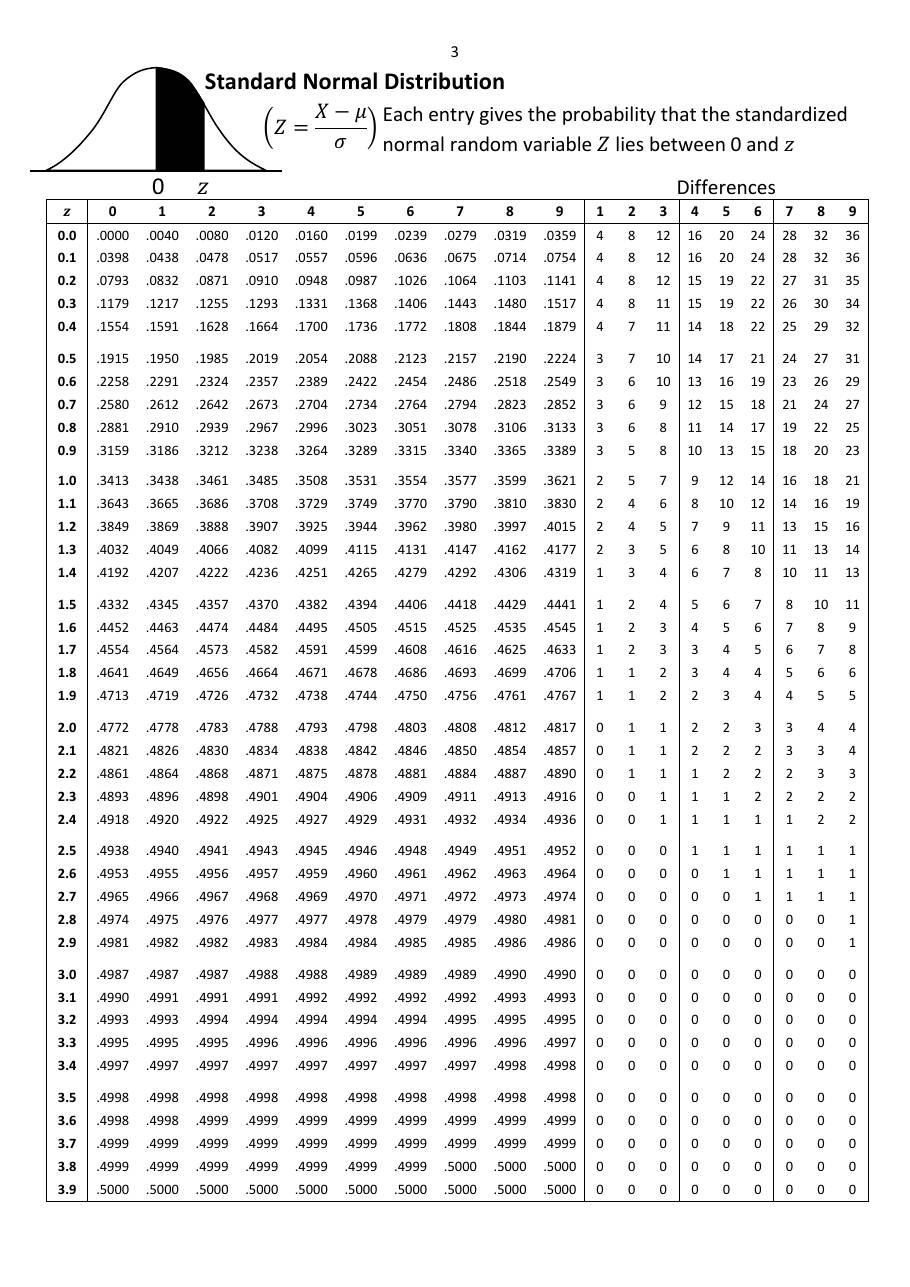 3
Standard Normal Distribution
(Z = (X − μ)/σ) Each entry gives the probability that the standardized
normal random variable Z lies between 0 and z
0 z Differences
z 0 1 2 3 4 5 6 7 8 9 1 2 3 4 5 6 7 8 9
0.0 .0000 .0040 .0080 .0120 .0160 .0199 .0239 .0279 .0319 .0359 4 8 12 16 20 24 28 32 36
0.1 .0398 .0438 .0478 .0517 .0557 .0596 .0636 .0675 .0714 .0754 4 8 12 16 20 24 28 32 36
0.2 .0793 .0832 .0871 .0910 .0948 .0987 .1026 .1064 .1103 .1141 4 8 12 15 19 22 27 31 35
0.3 .1179 .1217 .1255 .1293 .1331 .1368 .1406 .1443 .1480 .1517 4 8 11 15 19 22 26 30 34
0.4 .1554 .1591 .1628 .1664 .1700 .1736 .1772 .1808 .1844 .1879 4 7 11 14 18 22 25 29 32
0.5 .1915 .1950 .1985 .2019 .2054 .2088 .2123 .2157 .2190 .2224 3 7 10 14 17 21 24 27 31
0.6 .2258 .2291 .2324 .2357 .2389 .2422 .2454 .2486 .2518 .2549 3 6 10 13 16 19 23 26 29
0.7 .2580 .2612 .2642 .2673 .2704 .2734 .2764 .2794 .2823 .2852 3 6 9 12 15 18 21 24 27
0.8 .2881 .2910 .2939 .2967 .2996 .3023 .3051 .3078 .3106 .3133 3 6 8 11 14 17 19 22 25
0.9 .3159 .3186 .3212 .3238 .3264 .3289 .3315 .3340 .3365 .3389 3 5 8 10 13 15 18 20 23
1.0 .3413 .3438 .3461 .3485 .3508 .3531 .3554 .3577 .3599 .3621 2 5 7 9 12 14 16 18 21
1.1 .3643 .3665 .3686 .3708 .3729 .3749 .3770 .3790 .3810 .3830 2 4 6 8 10 12 14 16 19
1.2 .3849 .3869 .3888 .3907 .3925 .3944 .3962 .3980 .3997 .4015 2 4 5 7 9 11 13 15 16
1.3 .4032 .4049 .4066 .4082 .4099 .4115 .4131 .4147 .4162 .4177 2 3 5 6 8 10 11 13 14
1.4 .4192 .4207 .4222 .4236 .4251 .4265 .4279 .4292 .4306 .4319 1 3 4 6 7 8 10 11 13
1.5 .4332 .4345 .4357 .4370 .4382 .4394 .4406 .4418 .4429 .4441 1 2 4 5 6 7 8 10 11
1.6 .4452 .4463 .4474 .4484 .4495 .4505 .4515 .4525 .4535 .4545 1 2 3 4 5 6 7 8 9
1.7 .4554 .4564 .4573 .4582 .4591 .4599 .4608 .4616 .4625 .4633 1 2 3 3 4 5 6 7 8
1.8 .4641 .4649 .4656 .4664 .4671 .4678 .4686 .4693 .4699 .4706 1 1 2 3 4 4 5 6 6
1.9 .4713 .4719 .4726 .4732 .4738 .4744 .4750 .4756 .4761 .4767 1 1 2 2 3 4 4 5 5
2.0 .4772 .4778 .4783 .4788 .4793 .4798 .4803 .4808 .4812 .4817 0 1 1 2 2 3 3 4 4
2.1 .4821 .4826 .4830 .4834 .4838 .4842 .4846 .4850 .4854 .4857 0 1 1 2 2 2 3 3 4
2.2 .4861 .4864 .4868 .4871 .4875 .4878 .4881 .4884 .4887 .4890 0 1 1 1 2 2 2 3 3
2.3 .4893 .4896 .4898 .4901 .4904 .4906 .4909 .4911 .4913 .4916 0 0 1 1 1 2 2 2 2
2.4 .4918 .4920 .4922 .4925 .4927 .4929 .4931 .4932 .4934 .4936 0 0 1 1 1 1 1 2 2
2.5 .4938 .4940 .4941 .4943 .4945 .4946 .4948 .4949 .4951 .4952 0 0 0 1 1 1 1 1 1
2.6 .4953 .4955 .4956 .4957 .4959 .4960 .4961 .4962 .4963 .4964 0 0 0 0 1 1 1 1 1
2.7 .4965 .4966 .4967 .4968 .4969 .4970 .4971 .4972 .4973 .4974 0 0 0 0 0 1 1 1 1
2.8 .4974 .4975 .4976 .4977 .4977 .4978 .4979 .4979 .4980 .4981 0 0 0 0 0 0 0 0 1
2.9 .4981 .4982 .4982 .4983 .4984 .4984 .4985 .4985 .4986 .4986 0 0 0 0 0 0 0 0 1
3.0 .4987 .4987 .4987 .4988 .4988 .4989 .4989 .4989 .4990 .4990 0 0 0 0 0 0 0 0 0
3.1 .4990 .4991 .4991 .4991 .4992 .4992 .4992 .4992 .4993 .4993 0 0 0 0 0 0 0 0 0
3.2 .4993 .4993 .4994 .4994 .4994 .4994 .4994 .4995 .4995 .4995 0 0 0 0 0 0 0 0 0
3.3 .4995 .4995 .4995 .4996 .4996 .4996 .4996 .4996 .4996 .4997 0 0 0 0 0 0 0 0 0
3.4 .4997 .4997 .4997 .4997 .4997 .4997 .4997 .4997 .4998 .4998 0 0 0 0 0 0 0 0 0
3.5 .4998 .4998 .4998 .4998 .4998 .4998 .4998 .4998 .4998 .4998 0 0 0 0 0 0 0 0 0
3.6 .4998 .4998 .4999 .4999 .4999 .4999 .4999 .4999 .4999 .4999 0 0 0 0 0 0 0 0 0
3.7 .4999 .4999 .4999 .4999 .4999 .4999 .4999 .4999 .4999 .4999 0 0 0 0 0 0 0 0 0
3.8 .4999 .4999 .4999 .4999 .4999 .4999 .4999 .5000 .5000 .5000 0 0 0 0 0 0 0 0 0
3.9 .5000 .5000 .5000 .5000 .5000 .5000 .5000 .5000 .5000 .5000 0 0 0 0 0 0 0 0 0